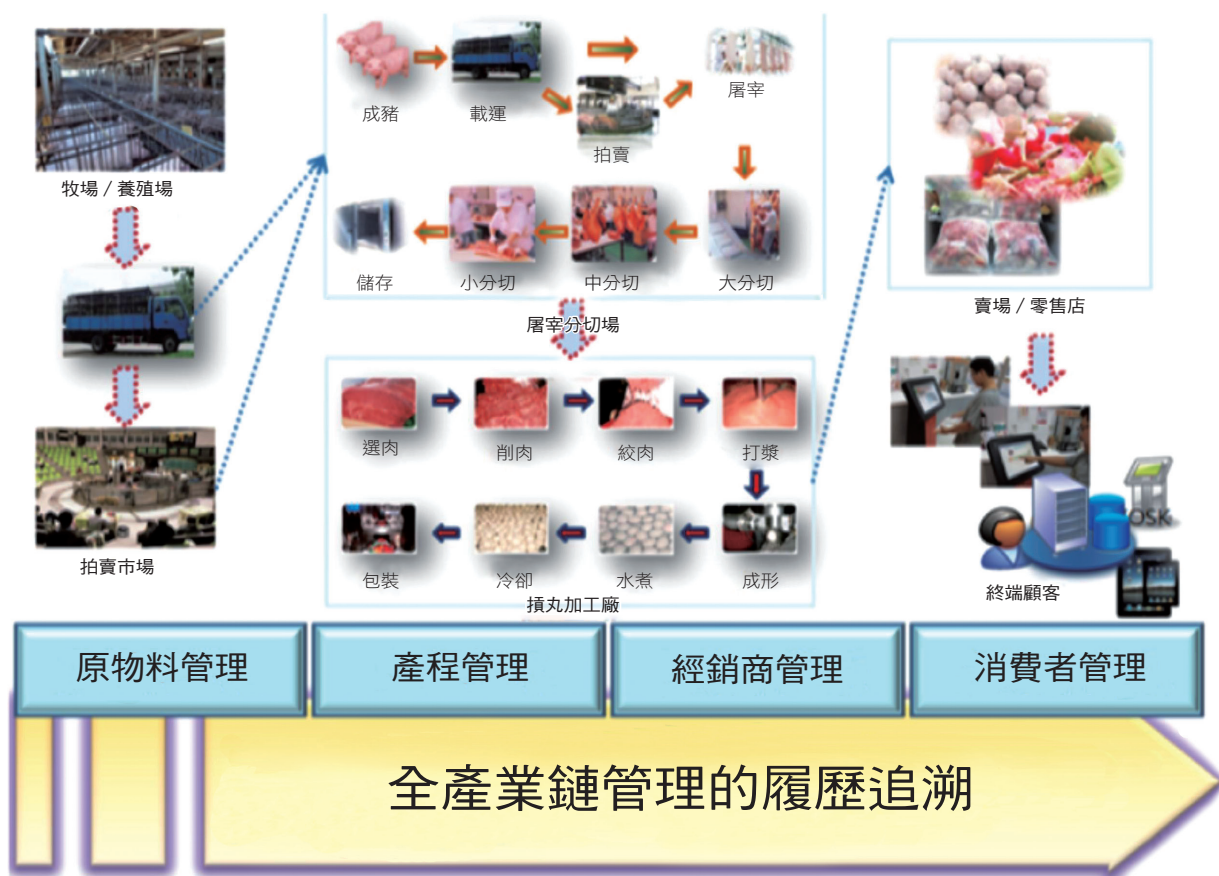 牧場 / 養殖場
拍賣市場
成豬
載運
拍賣
屠宰
儲存
小分切
中分切
大分切
屠宰分切場
選肉
削肉
絞肉
打漿
包裝
冷卻
水煮
成形
摃丸加工廠
賣場 / 零售店
OSK
終端顧客
原物料管理
產程管理
經銷商管理
消費者管理
全產業鏈管理的履歷追溯